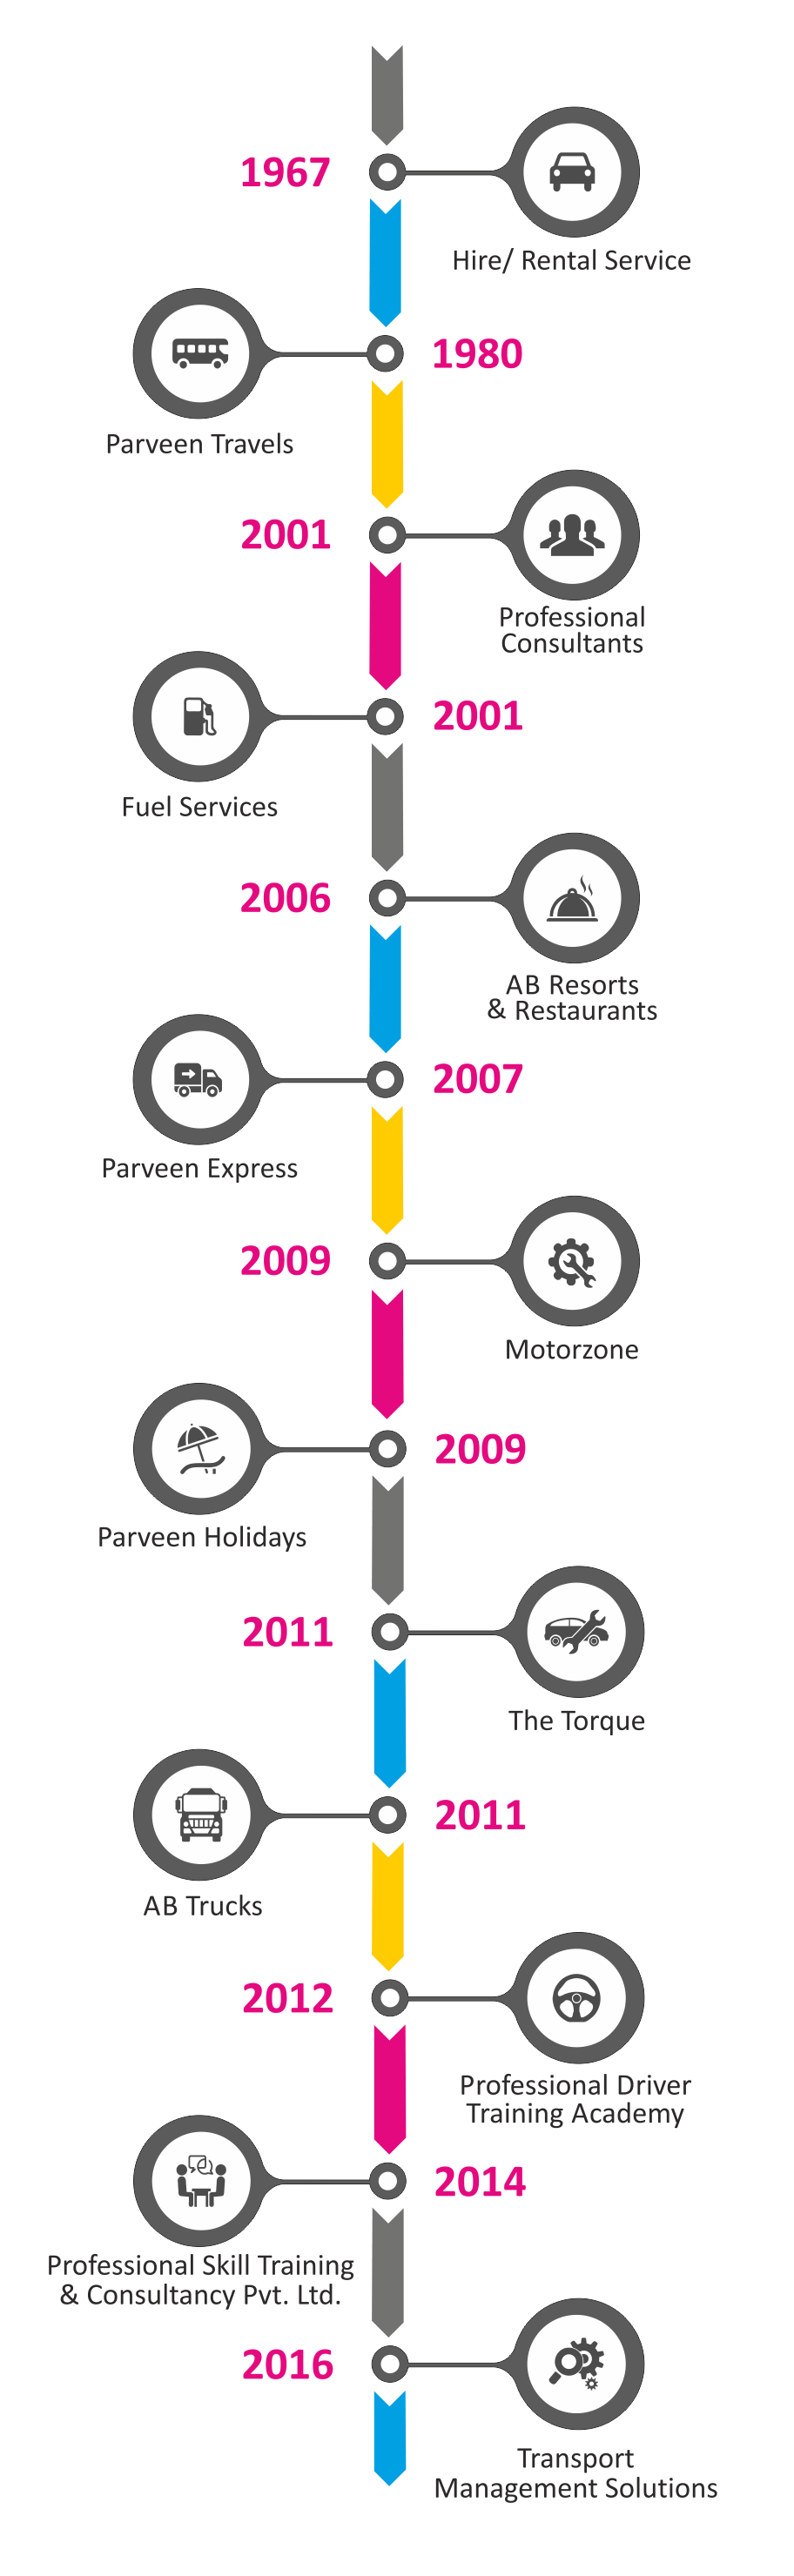 1967
Hire/ Rental Service
1980
Parveen Travels
2001
Professional
Consultants
2001
Fuel Services
2006
AB Resorts
& Restaurants
2007
Parveen Express
2009
Motorzone
2009
Parveen Holidays
2011
The Torque
2011
AB Trucks
2012
Professional Driver
Training Academy
2014
Professional Skill Training
& Consultancy Pvt. Ltd.
2016
Transport
Management Solutions